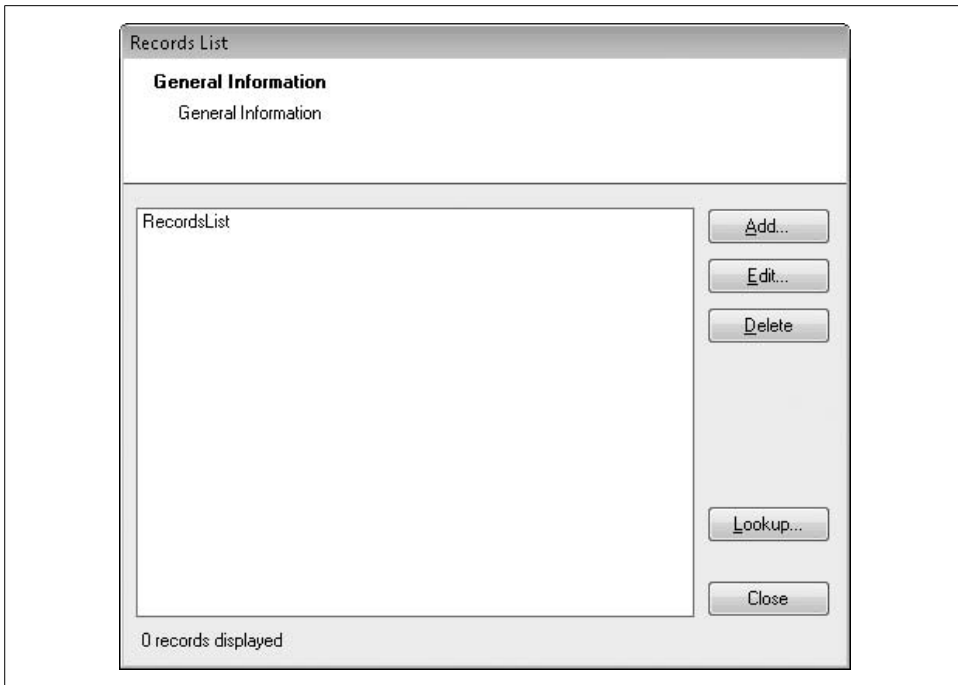 Records List
General Information
General Information
RecordsList
Add...
Edit...
Delete
Lookup...
Close
0 records displayed